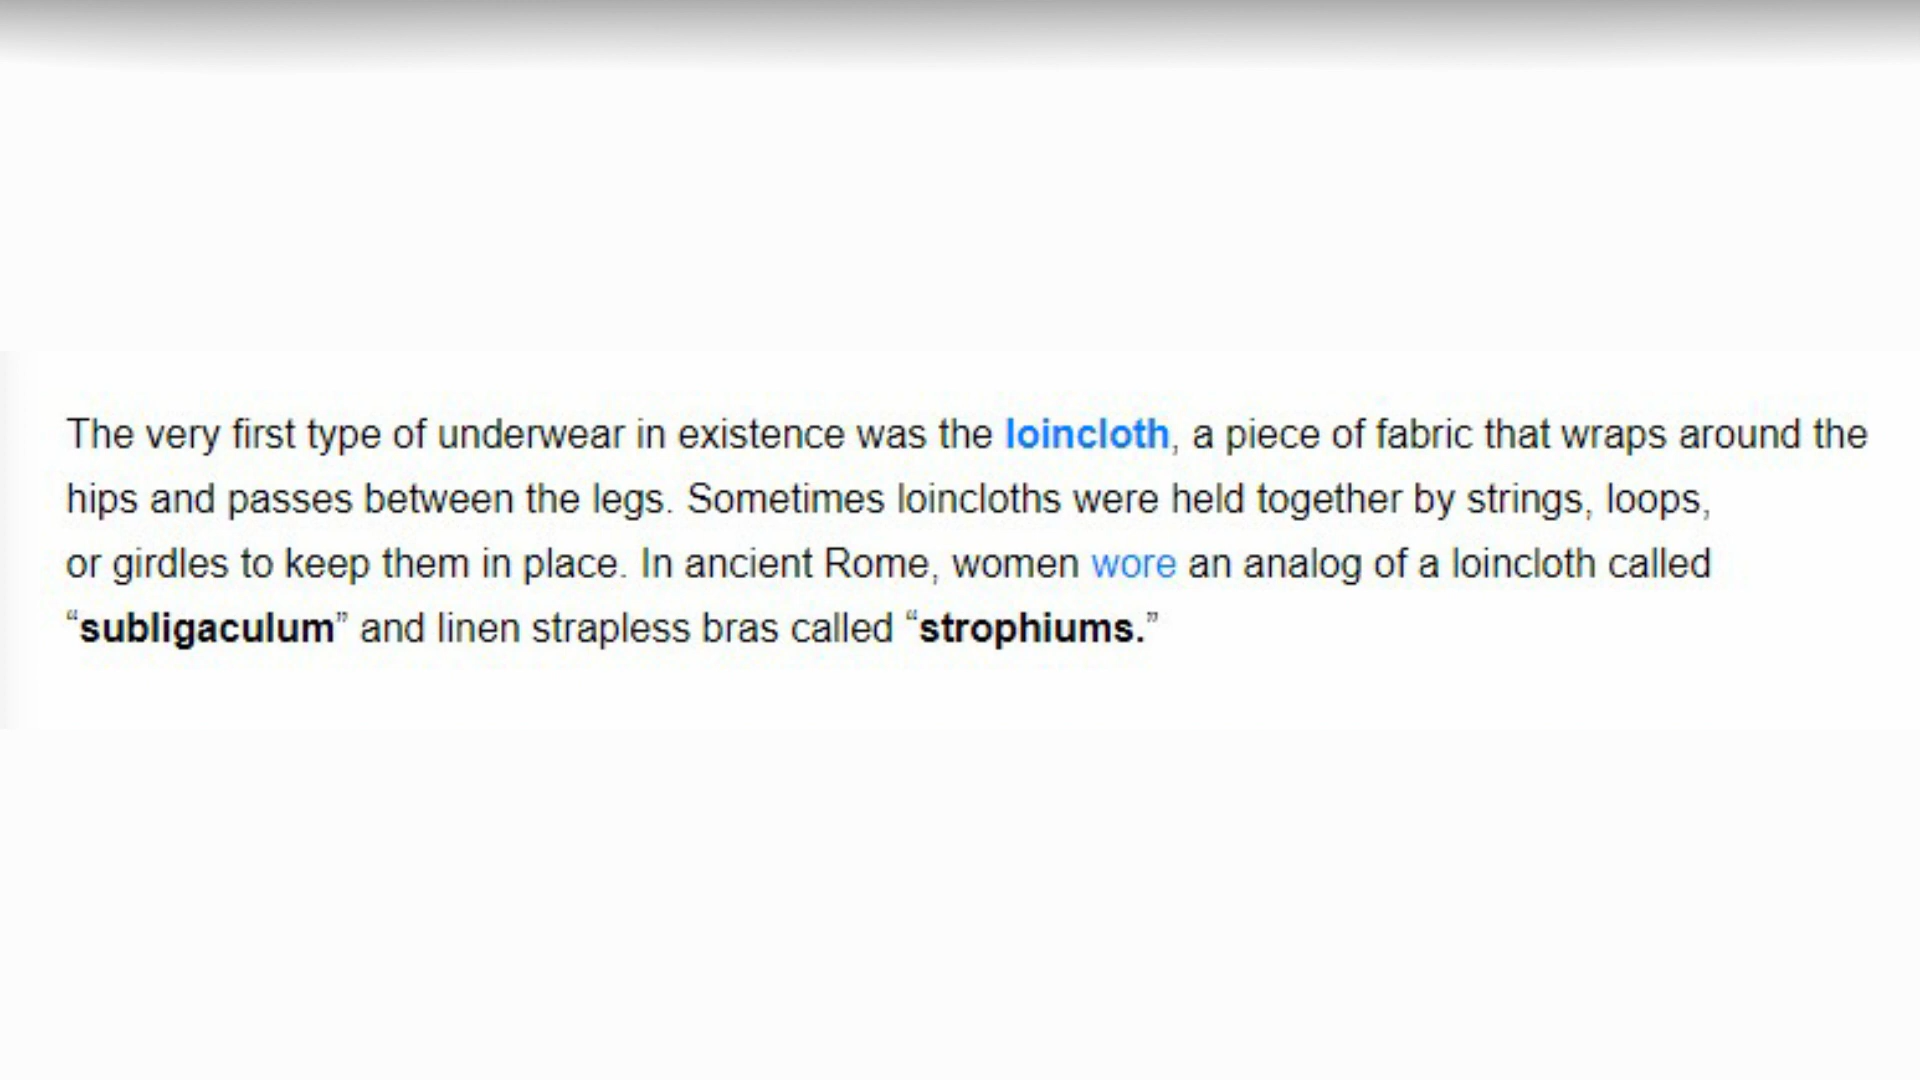 The very first type of underwear in existence was the loincloth, a piece of fabric that wraps around the
hips and passes between the legs. Sometimes loincloths were held together by strings, loops,
or girdles to keep them in place. In ancient Rome, women wore an analog of a loincloth called
“subligaculum” and linen strapless bras called “strophiums.”